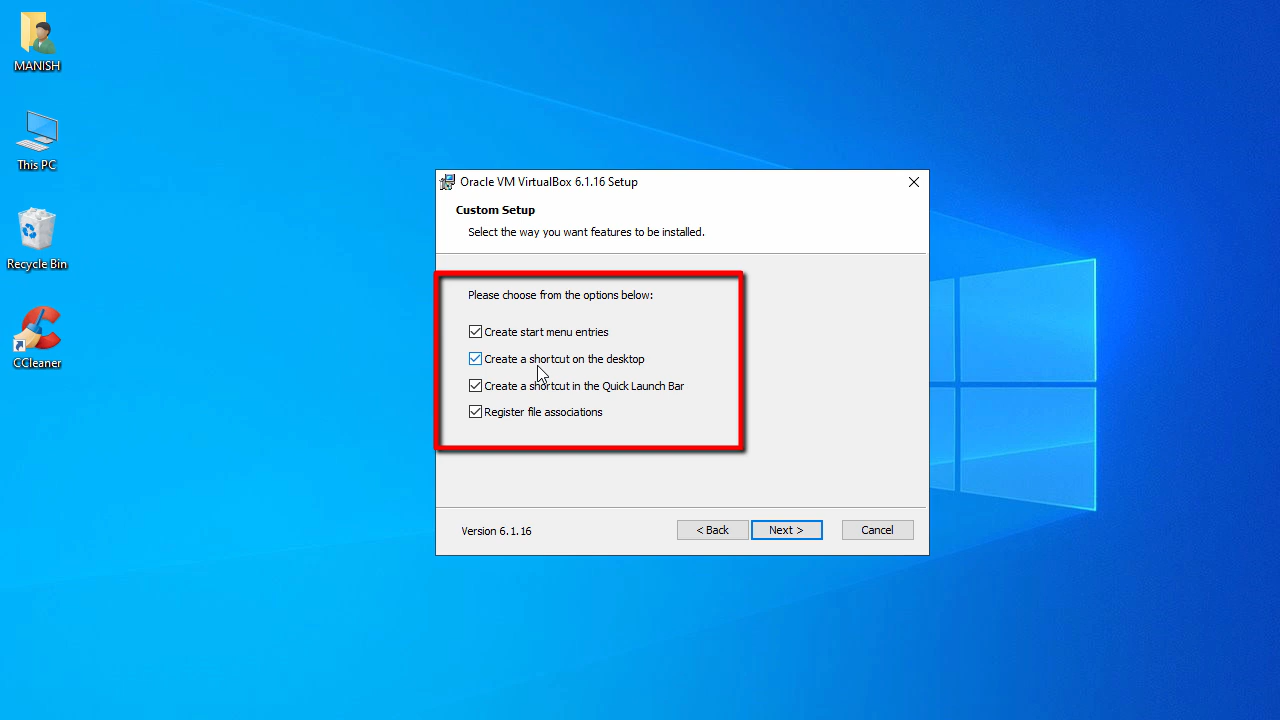 MANISH
This PC
Recycle Bin
CCleaner
Oracle VM VirtualBox 6.1.16 Setup
Custom Setup
Select the way you want features to be installed.
Please choose from the options below:
Create start menu entries
Create a shortcut on the desktop
Create a shortcut in the Quick Launch Bar
Register file associations
Version 6.1.16
< Back
Next >
Cancel